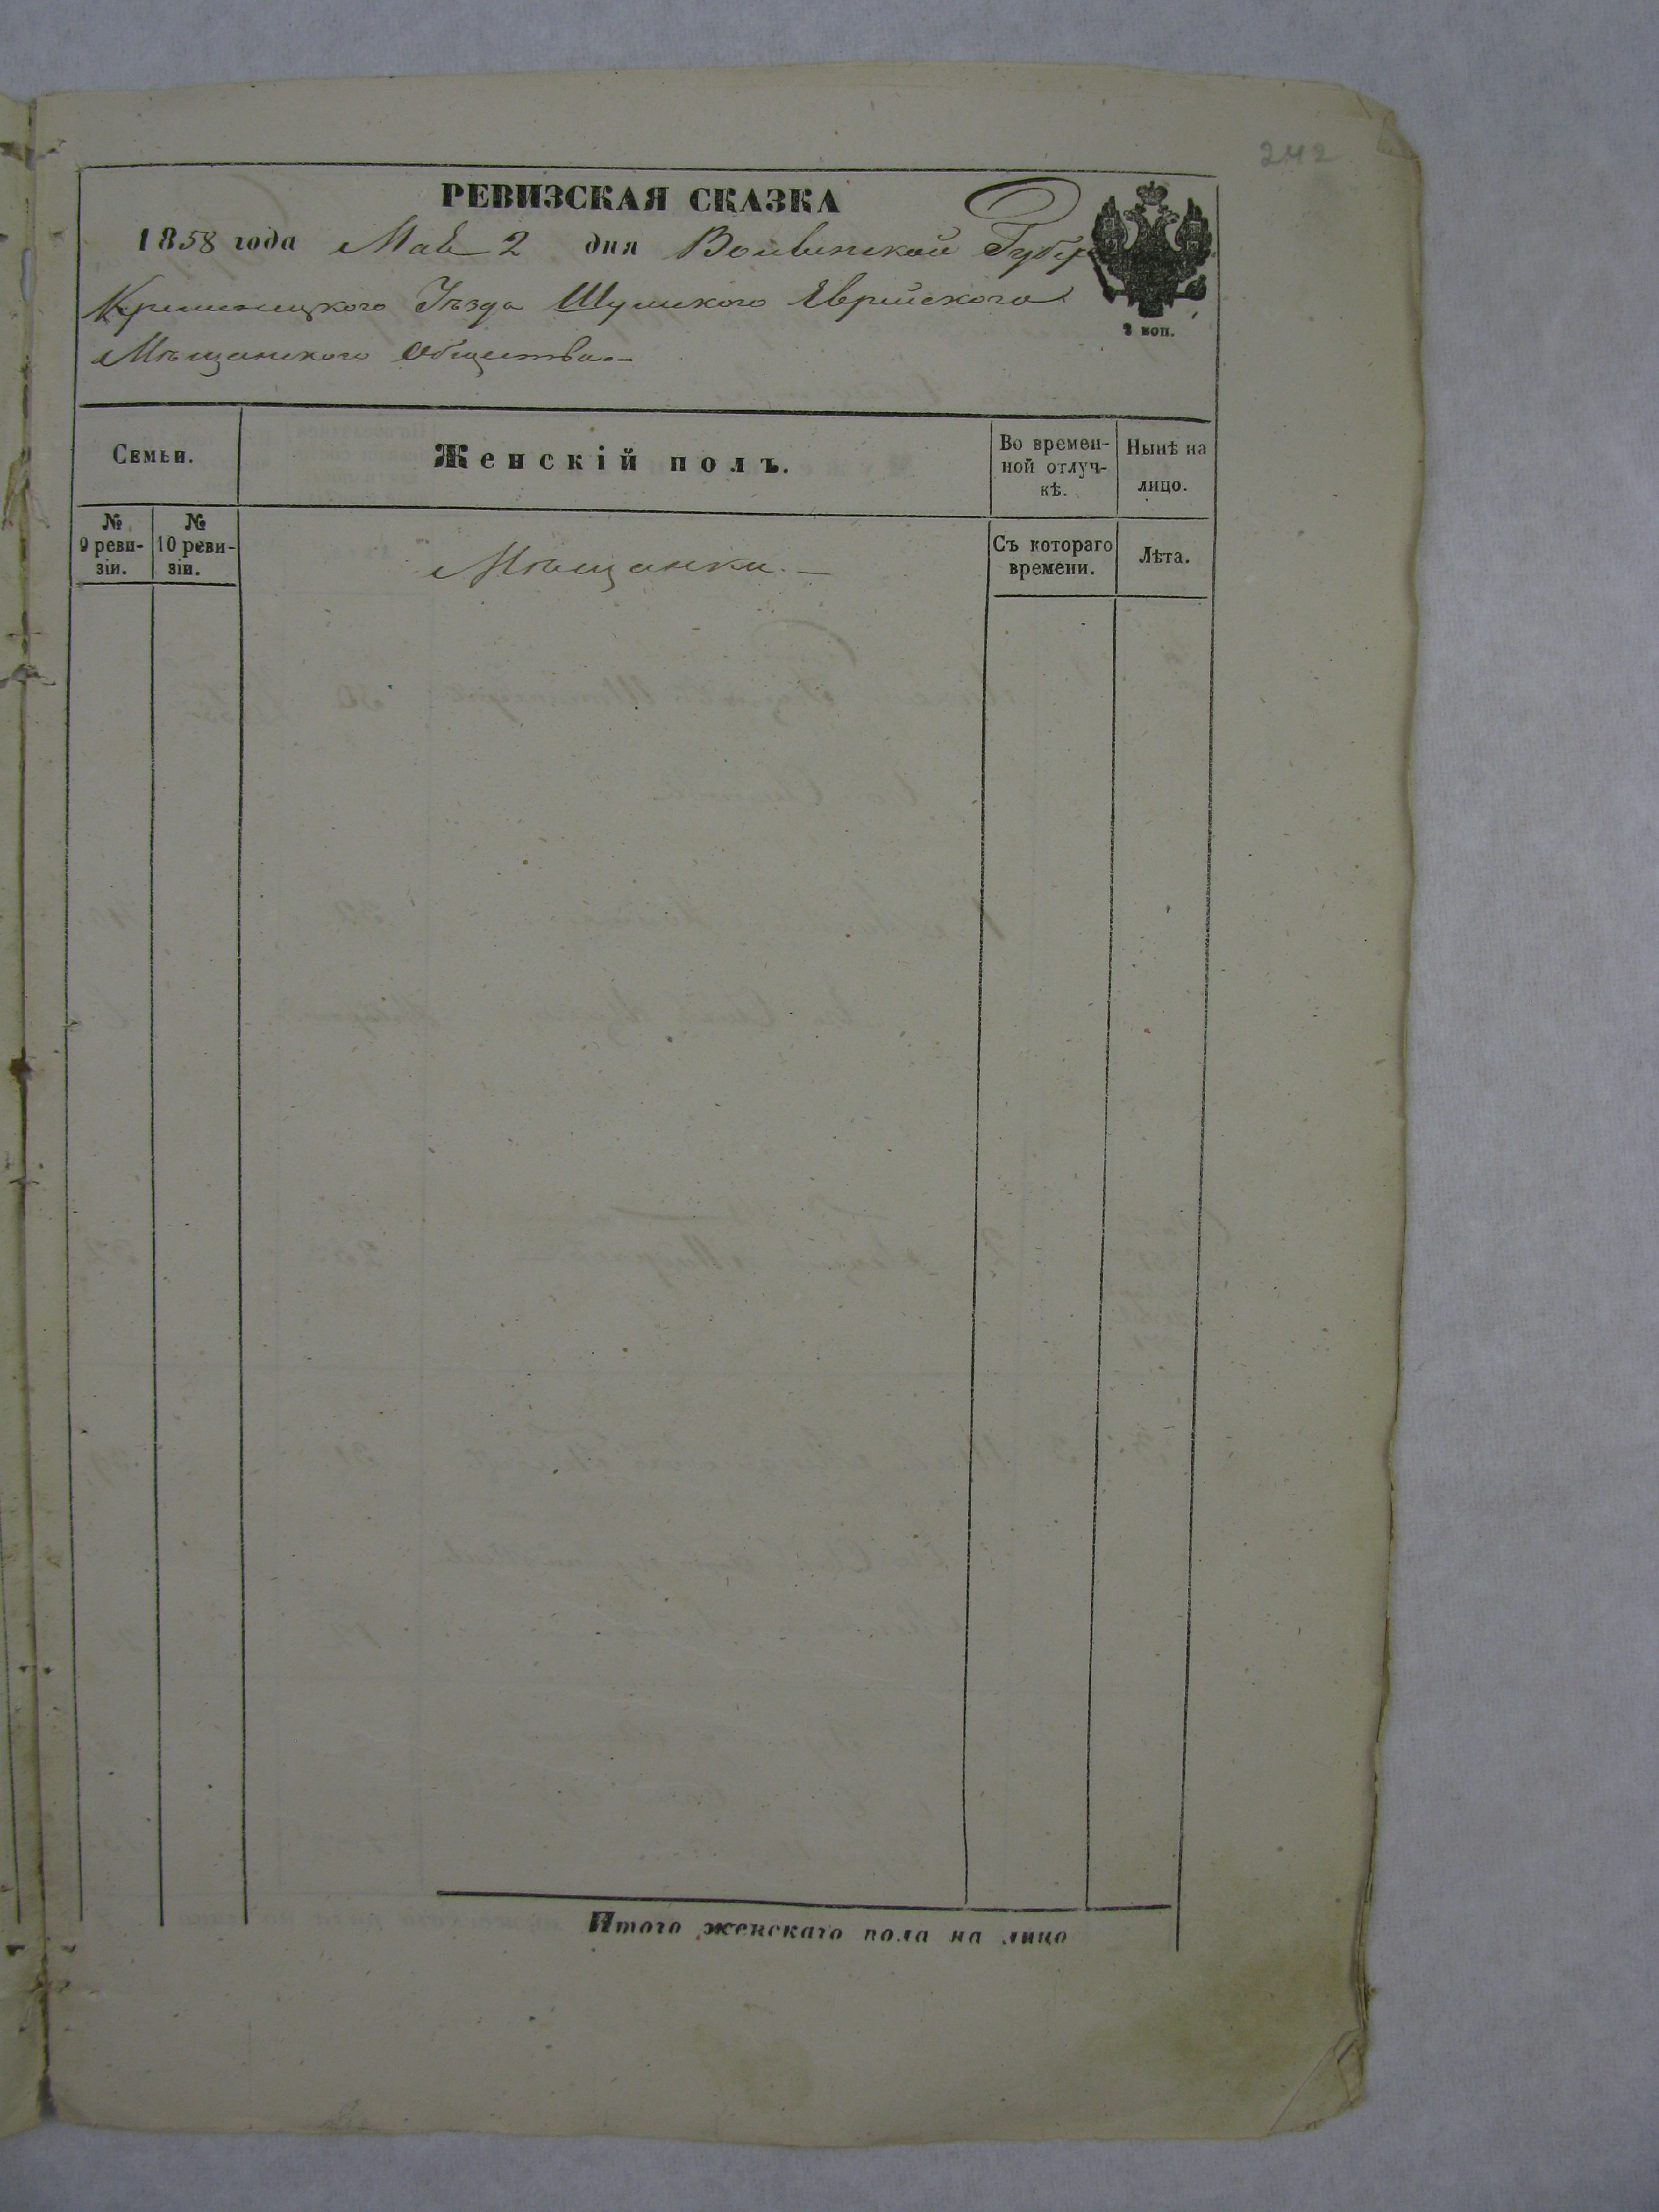 242
РЕВИЗСКАЯ СКАЗКА
1858 года Мая 2 дня Волынской Губер
Кременецкого Уѣзда Шумского Еврейского
Мѣщанского Общества.—
2 коп.
Семьи.
Женскій полъ.
Во времен-
ной отлуч-
кѣ.
Нынѣ на
лицо.
№
9 реви-
зіи.
№
10 реви-
зіи.
Мѣщанки.—
Съ котораго
времени.
Лѣта.
Итого женскаго пола на лицо